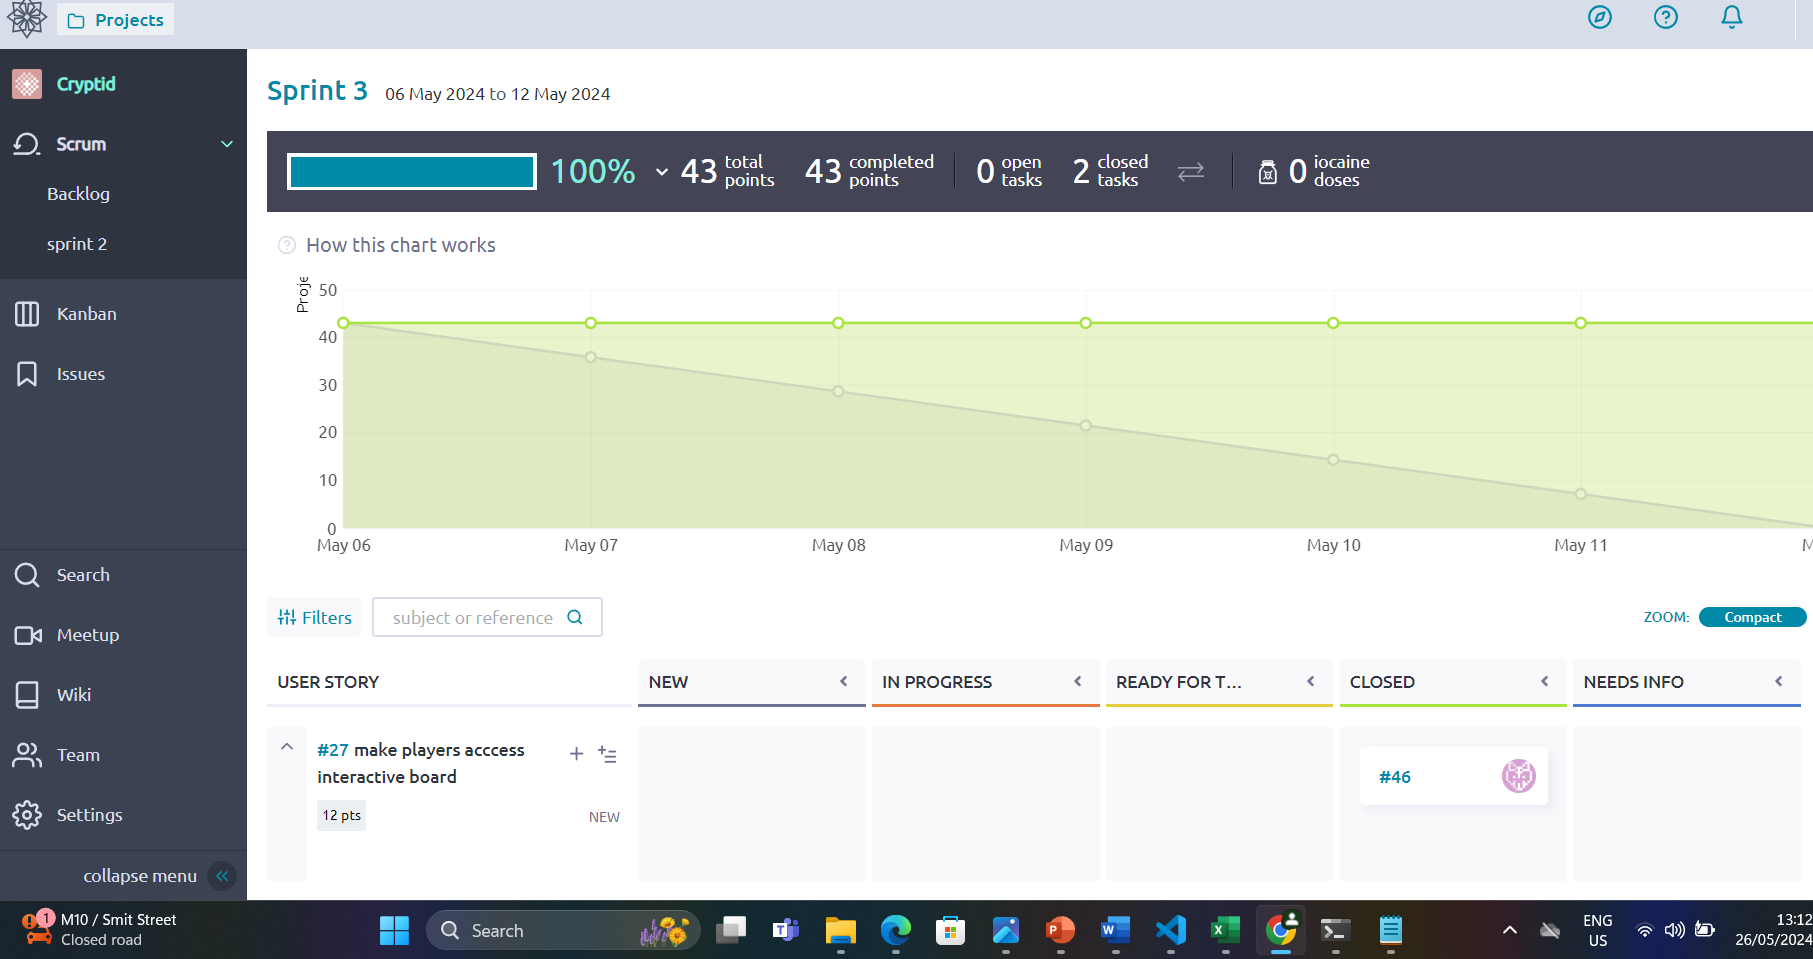 Projects
Cryptid
Scrum
Backlog
sprint 2
Kanban
Issues
Search
Meetup
Wiki
Team
Settings
collapse menu
Sprint 3 06 May 2024 to 12 May 2024
100% 43 total points 43 completed points 0 open tasks 2 closed tasks 0 iocaine doses
How this chart works
Proje
50
40
30
20
10
0
May 06 May 07 May 08 May 09 May 10 May 11 M
Filters subject or reference ZOOM: Compact
USER STORY NEW IN PROGRESS READY FOR T... CLOSED NEEDS INFO
#27 make players acccess
interactive board
12 pts NEW
#46
1 M10 / Smit Street
Closed road
Search
ENG
US
13:12
26/05/2024